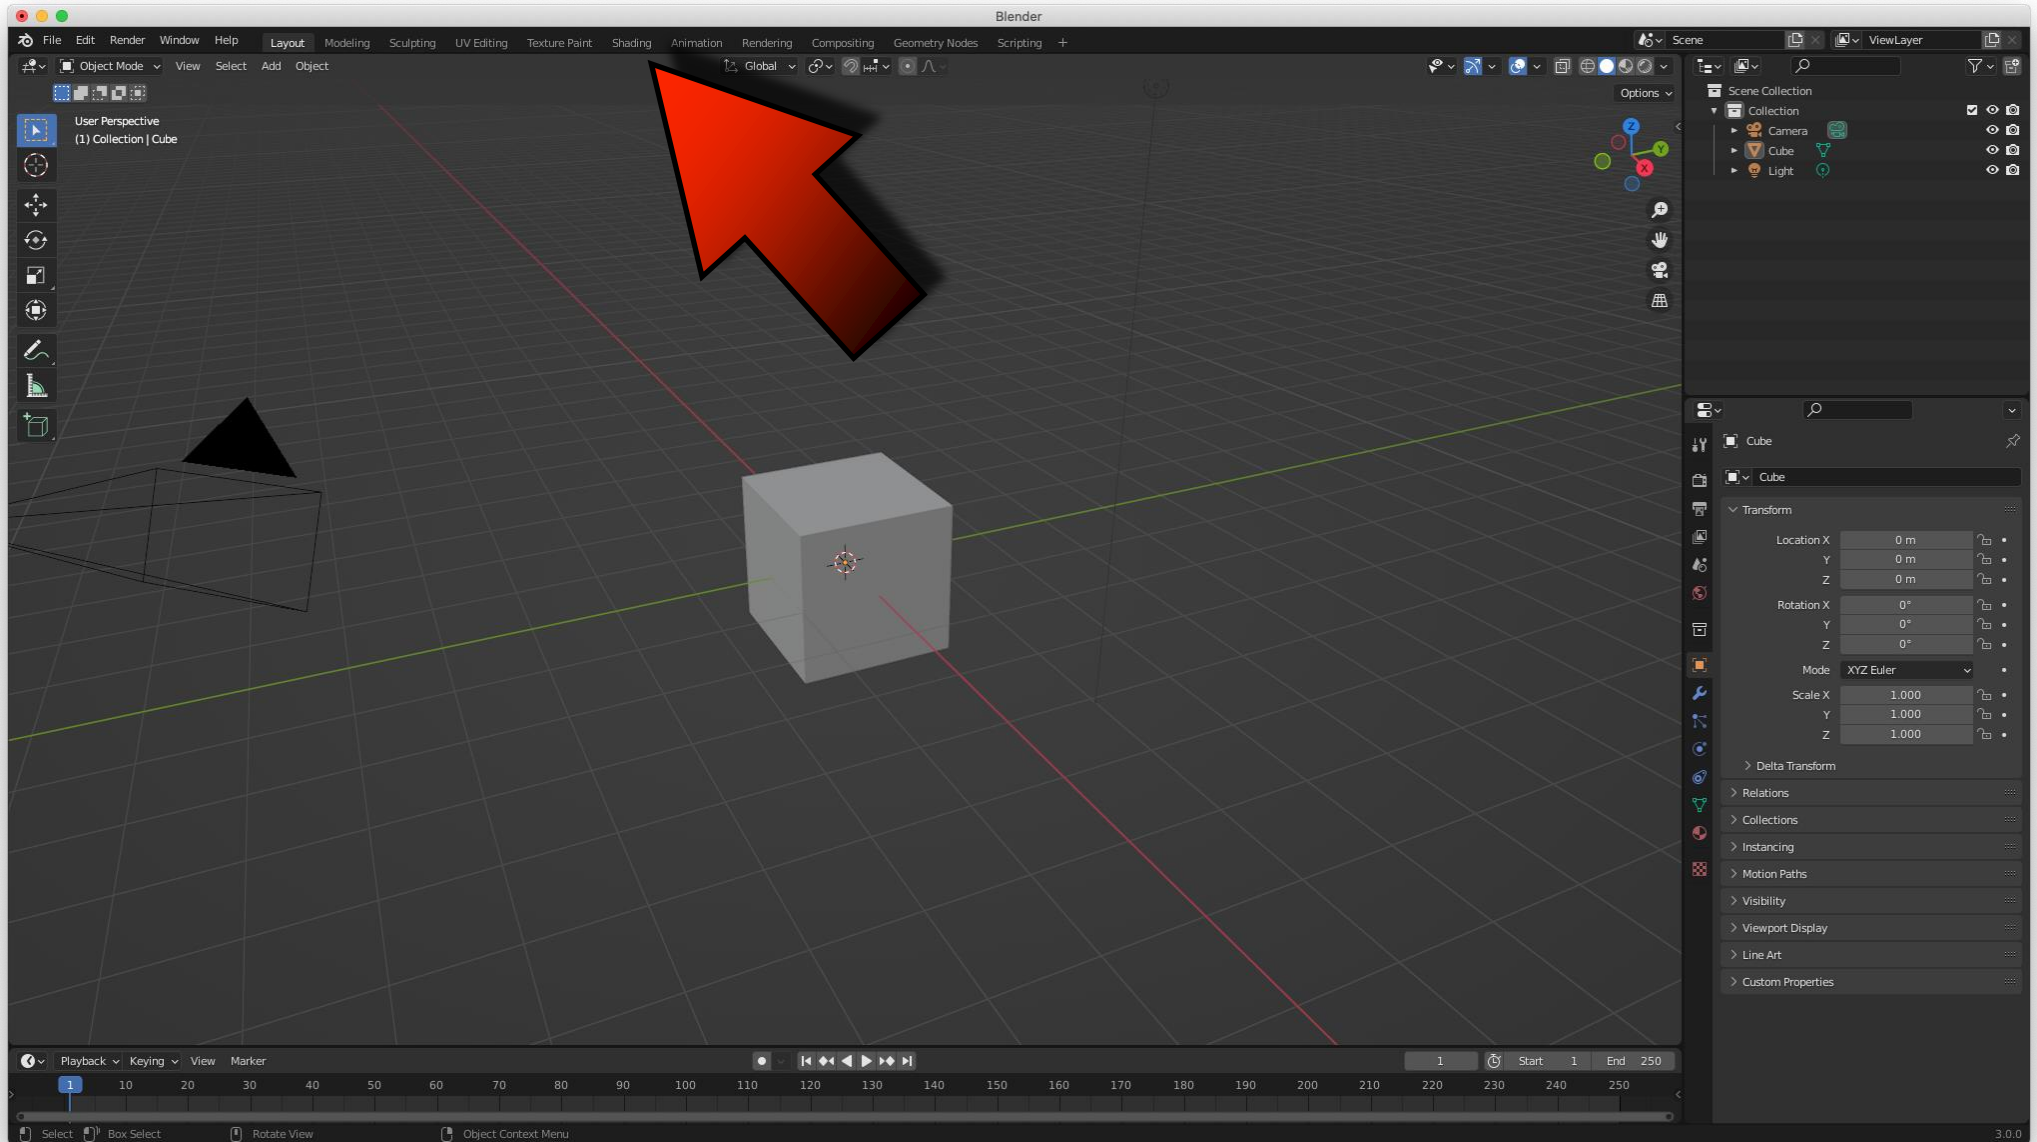 Blender
File Edit Render Window Help Layout Modeling Sculpting UV Editing Texture Paint Shading Animation Rendering Compositing Geometry Nodes Scripting + Scene ViewLayer
Object Mode View Select Add Object Global
Options
User Perspective
(1) Collection | Cube
Z
Y
X
Scene Collection
Collection
Camera
Cube
Light
Cube
Cube
Transform
Location X 0 m
Y 0 m
Z 0 m
Rotation X 0°
Y 0°
Z 0°
Mode XYZ Euler
Scale X 1.000
Y 1.000
Z 1.000
Delta Transform
Relations
Collections
Instancing
Motion Paths
Visibility
Viewport Display
Line Art
Custom Properties
Playback Keying View Marker 1 Start 1 End 250
1 10 20 30 40 50 60 70 80 90 100 110 120 130 140 150 160 170 180 190 200 210 220 230 240 250
Select Box Select Rotate View Object Context Menu 3.0.0